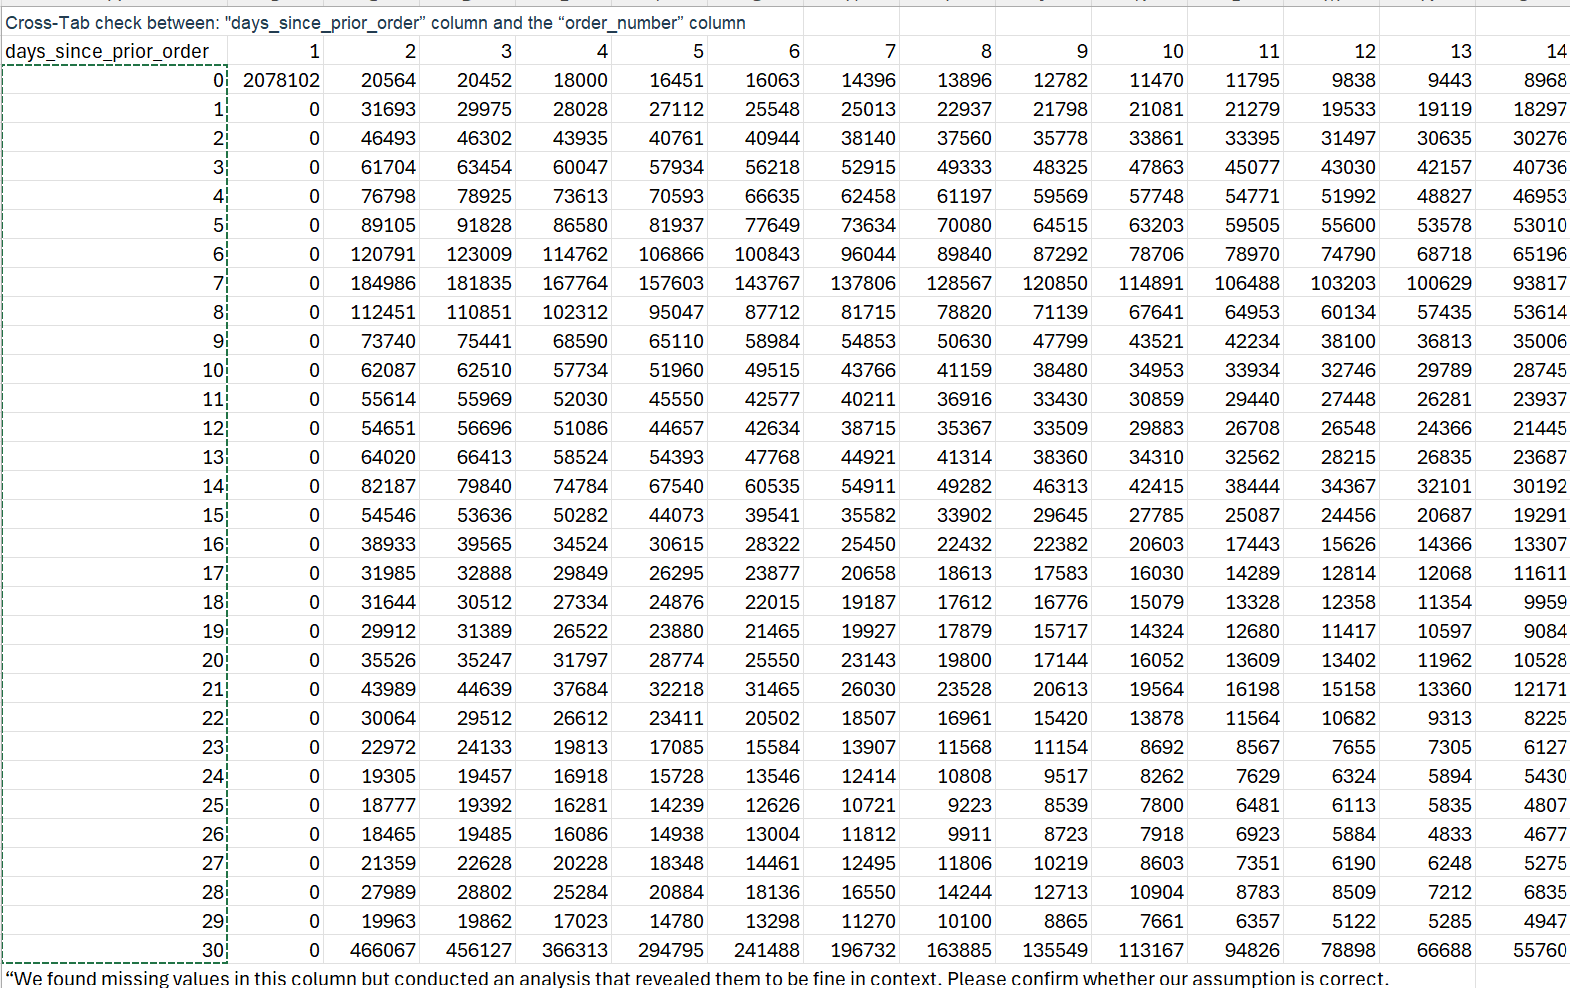 Cross-Tab check between: "days_since_prior_order” column and the “order_number” column
days_since_prior_order 1 2 3 4 5 6 7 8 9 10 11 12 13 14
0 2078102 20564 20452 18000 16451 16063 14396 13896 12782 11470 11795 9838 9443 8968
1 0 31693 29975 28028 27112 25548 25013 22937 21798 21081 21279 19533 19119 18297
2 0 46493 46302 43935 40761 40944 38140 37560 35778 33861 33395 31497 30635 30276
3 0 61704 63454 60047 57934 56218 52915 49333 48325 47863 45077 43030 42157 40736
4 0 76798 78925 73613 70593 66635 62458 61197 59569 57748 54771 51992 48827 46953
5 0 89105 91828 86580 81937 77649 73634 70080 64515 63203 59505 55600 53578 53010
6 0 120791 123009 114762 106866 100843 96044 89840 87292 78706 78970 74790 68718 65196
7 0 184986 181835 167764 157603 143767 137806 128567 120850 114891 106488 103203 100629 93817
8 0 112451 110851 102312 95047 87712 81715 78820 71139 67641 64953 60134 57435 53614
9 0 73740 75441 68590 65110 58984 54853 50630 47799 43521 42234 38100 36813 35006
10 0 62087 62510 57734 51960 49515 43766 41159 38480 34953 33934 32746 29789 28745
11 0 55614 55969 52030 45550 42577 40211 36916 33430 30859 29440 27448 26281 23937
12 0 54651 56696 51086 44657 42634 38715 35367 33509 29883 26708 26548 24366 21445
13 0 64020 66413 58524 54393 47768 44921 41314 38360 34310 32562 28215 26835 23687
14 0 82187 79840 74784 67540 60535 54911 49282 46313 42415 38444 34367 32101 30192
15 0 54546 53636 50282 44073 39541 35582 33902 29645 27785 25087 24456 20687 19291
16 0 38933 39565 34524 30615 28322 25450 22432 22382 20603 17443 15626 14366 13307
17 0 31985 32888 29849 26295 23877 20658 18613 17583 16030 14289 12814 12068 11611
18 0 31644 30512 27334 24876 22015 19187 17612 16776 15079 13328 12358 11354 9959
19 0 29912 31389 26522 23880 21465 19927 17879 15717 14324 12680 11417 10597 9084
20 0 35526 35247 31797 28774 25550 23143 19800 17144 16052 13609 13402 11962 10528
21 0 43989 44639 37684 32218 31465 26030 23528 20613 19564 16198 15158 13360 12171
22 0 30064 29512 26612 23411 20502 18507 16961 15420 13878 11564 10682 9313 8225
23 0 22972 24133 19813 17085 15584 13907 11568 11154 8692 8567 7655 7305 6127
24 0 19305 19457 16918 15728 13546 12414 10808 9517 8262 7629 6324 5894 5430
25 0 18777 19392 16281 14239 12626 10721 9223 8539 7800 6481 6113 5835 4807
26 0 18465 19485 16086 14938 13004 11812 9911 8723 7918 6923 5884 4833 4677
27 0 21359 22628 20228 18348 14461 12495 11806 10219 8603 7351 6190 6248 5275
28 0 27989 28802 25284 20884 18136 16550 14244 12713 10904 8783 8509 7212 6835
29 0 19963 19862 17023 14780 13298 11270 10100 8865 7661 6357 5122 5285 4947
30 0 466067 456127 366313 294795 241488 196732 163885 135549 113167 94826 78898 66688 55760
“We found missing values in this column but conducted an analysis that revealed them to be fine in context. Please confirm whether our assumption is correct.